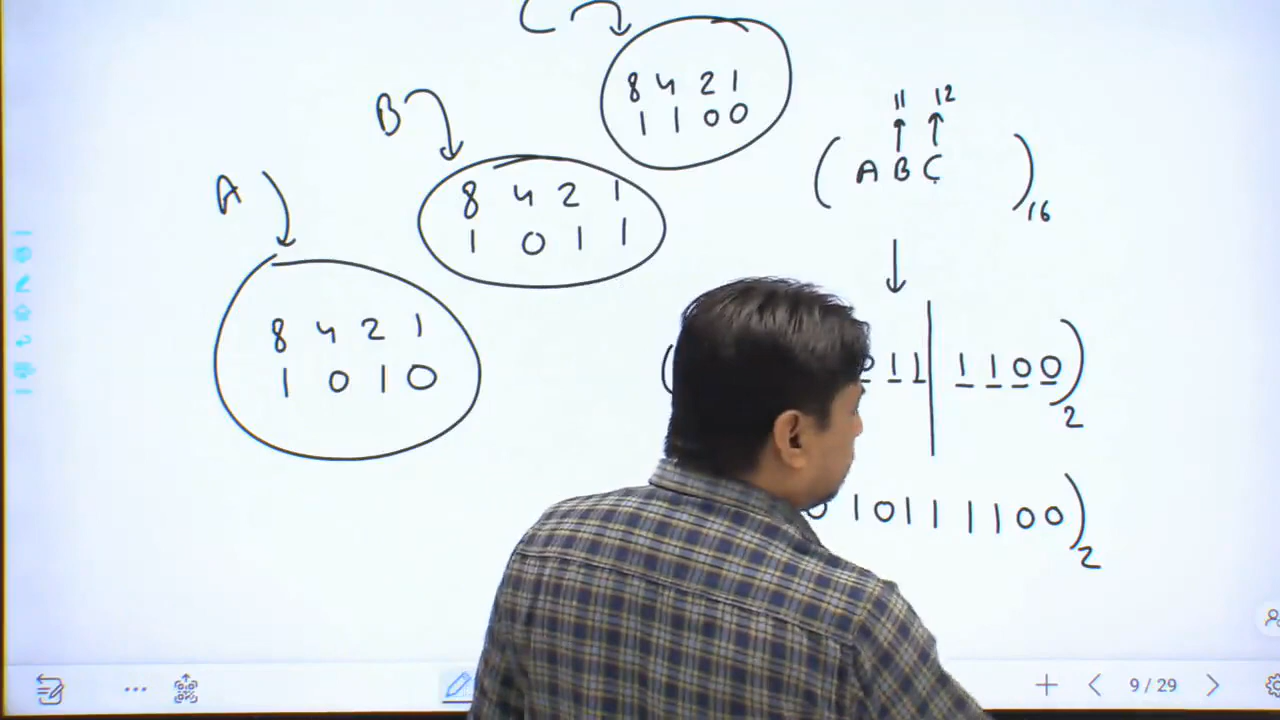 C
8 4 2 1
1 1 0 0
B
8 4 2 1
1 0 1 1
A
8 4 2 1
1 0 1 0
11 12
( A B C )16
( 0 1 1 | 1 1 0 0 )2
0 1 0 1 1 1 1 0 0 )2
9 / 29